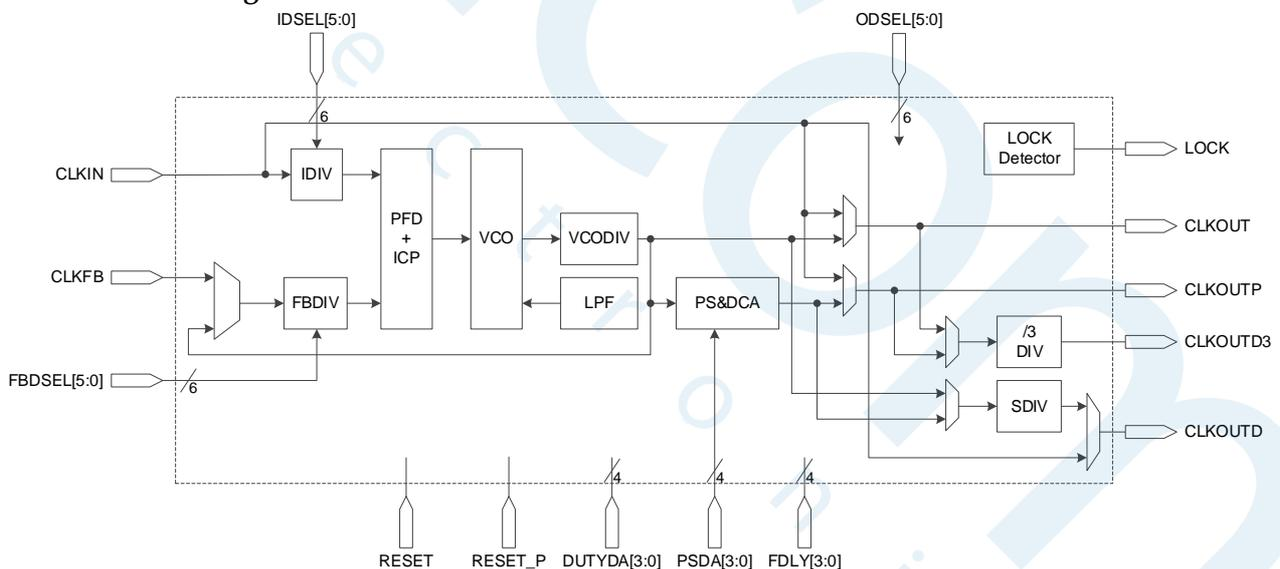 IDSEL[5:0]
ODSEL[5:0]
6
6
LOCK
Detector
LOCK
CLKIN
IDIV
PFD
+
ICP
VCO
VCODIV
CLKOUT
CLKFB
FBDIV
LPF
PS&DCA
CLKOUTP
/3
DIV
CLKOUTD3
FBDSEL[5:0]
6
SDIV
CLKOUTD
4
4
4
RESET
RESET_P
DUTYDA[3:0]
PSDA[3:0]
FDLY[3:0]